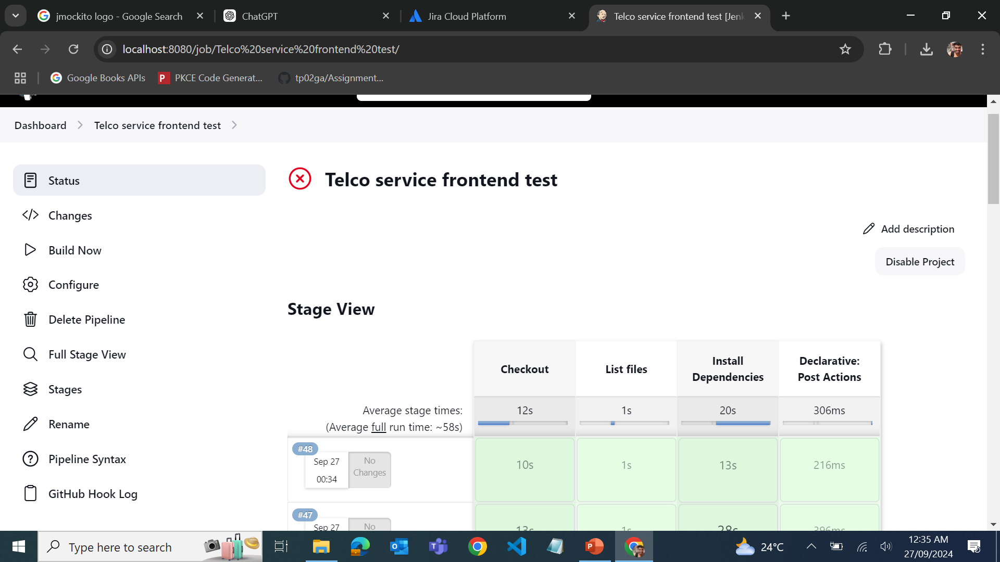 jmockito logo - Google Search
ChatGPT
Jira Cloud Platform
Telco service frontend test [Jenk
localhost:8080/job/Telco%20service%20frontend%20test/
Google Books APIs
PKCE Code Generat...
tp02ga/Assignment...
Dashboard
Telco service frontend test
Status
Changes
Build Now
Configure
Delete Pipeline
Full Stage View
Stages
Rename
Pipeline Syntax
GitHub Hook Log
Telco service frontend test
Add description
Disable Project
Stage View
Checkout
List files
Install
Dependencies
Declarative:
Post Actions
Average stage times:
(Average full run time: ~58s)
12s
1s
20s
306ms
#48
Sep 27
00:34
No
Changes
10s
1s
13s
216ms
#47
Sep 27
No
13s
1s
28s
396ms
Type here to search
24°C
12:35 AM
27/09/2024